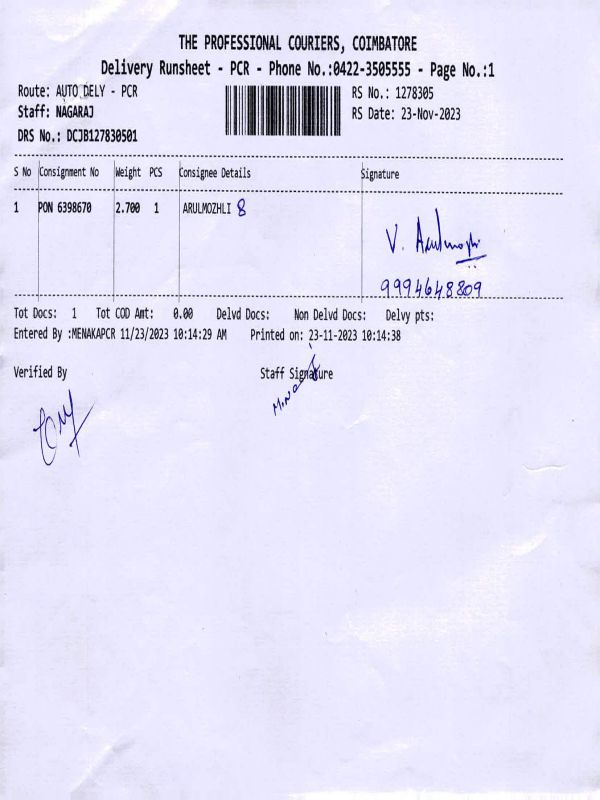 THE PROFESSIONAL COURIERS, COIMBATORE
Delivery Runsheet - PCR - Phone No.:0422-3505555 - Page No.:1
Route: AUTO DELY - PCR RS No.: 1278305
Staff: NAGARAJ RS Date: 23-Nov-2023
DRS No.: DCJB127830501
S No Consignment No Weight PCS Consignee Details Signature
1 PON 6398670 2.700 1 ARULMOZHLI 8
V. Arulmozhi
9994648809
Tot Docs: 1 Tot COD Amt: 0.00 Delvd Docs: Non Delvd Docs: Delvy pts:
Entered By :MENAKAPCR 11/23/2023 10:14:29 AM Printed on: 23-11-2023 10:14:38
Verified By Staff Signature